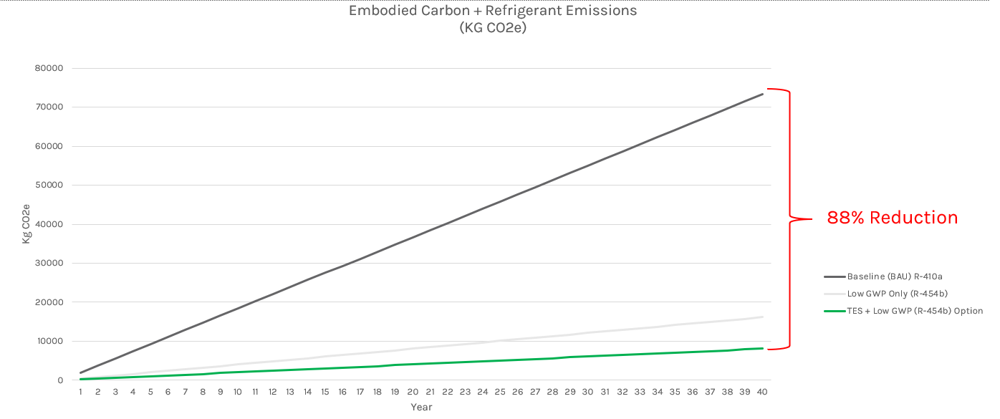 Embodied Carbon + Refrigerant Emissions
(KG CO2e)
80000
70000
60000
50000
40000
30000
20000
10000
0
Kg CO2e
1 2 3 4 5 6 7 8 9 10 11 12 13 14 15 16 17 18 19 20 21 22 23 24 25 26 27 28 29 30 31 32 33 34 35 36 37 38 39 40
Year
88% Reduction
Baseline (BAU) R-410a
Low GWP Only (R-454b)
TES + Low GWP (R-454b) Option